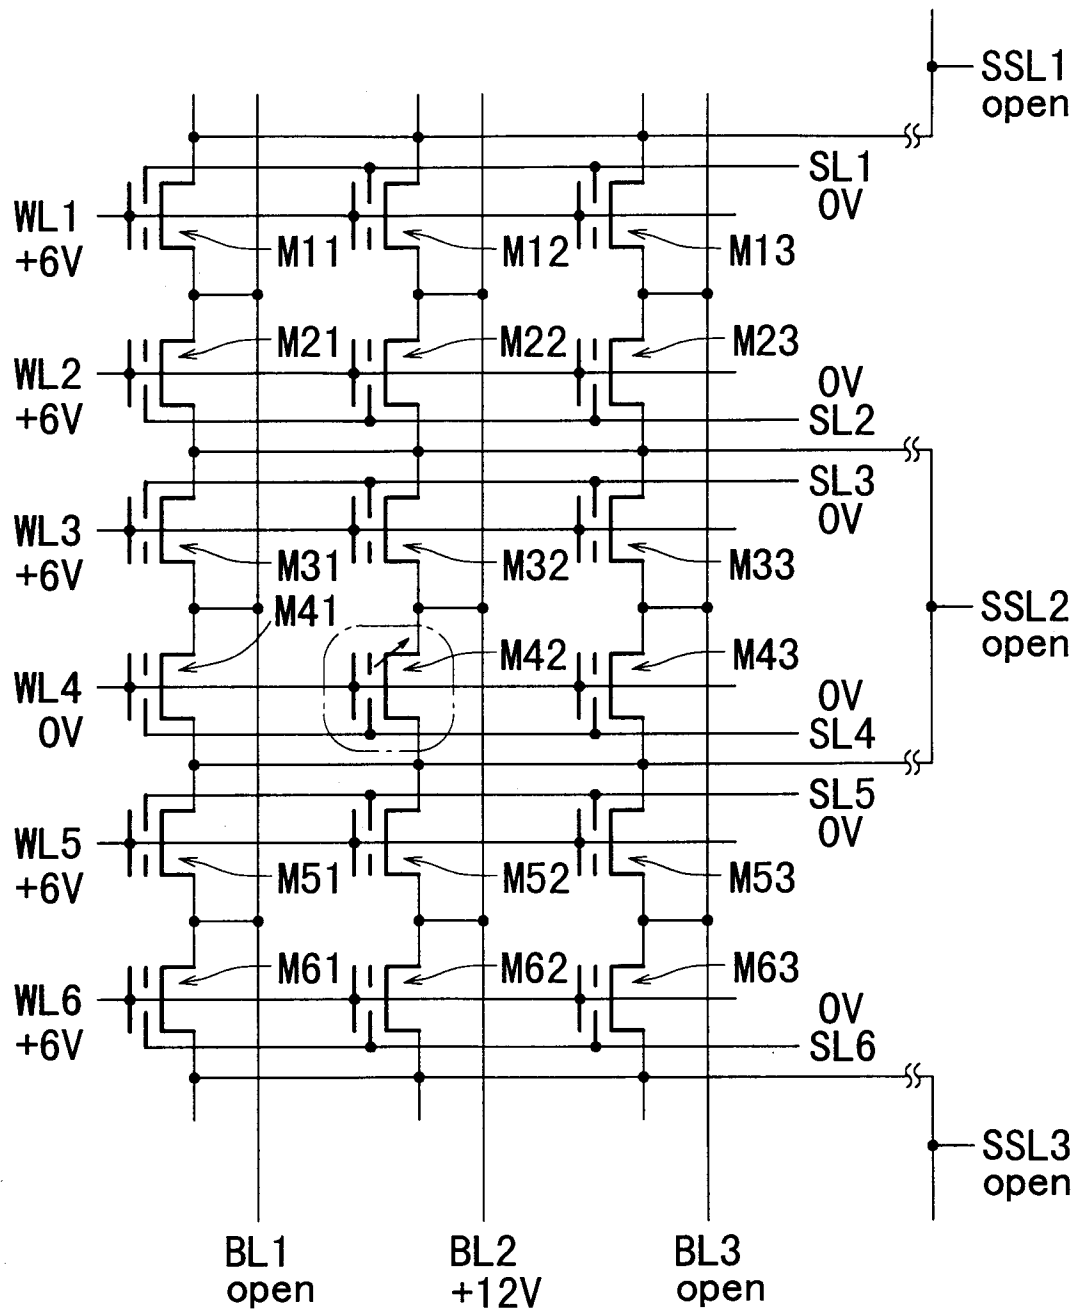 SSL1
open
SL1
0V
WL1
+6V
M11
M12
M13
M21
M22
M23
WL2
+6V
0V
SL2
SL3
0V
WL3
+6V
M31
M32
M33
M41
SSL2
open
M42
M43
WL4
0V
0V
SL4
SL5
0V
WL5
+6V
M51
M52
M53
M61
M62
M63
WL6
+6V
0V
SL6
SSL3
open
BL1
open
BL2
+12V
BL3
open